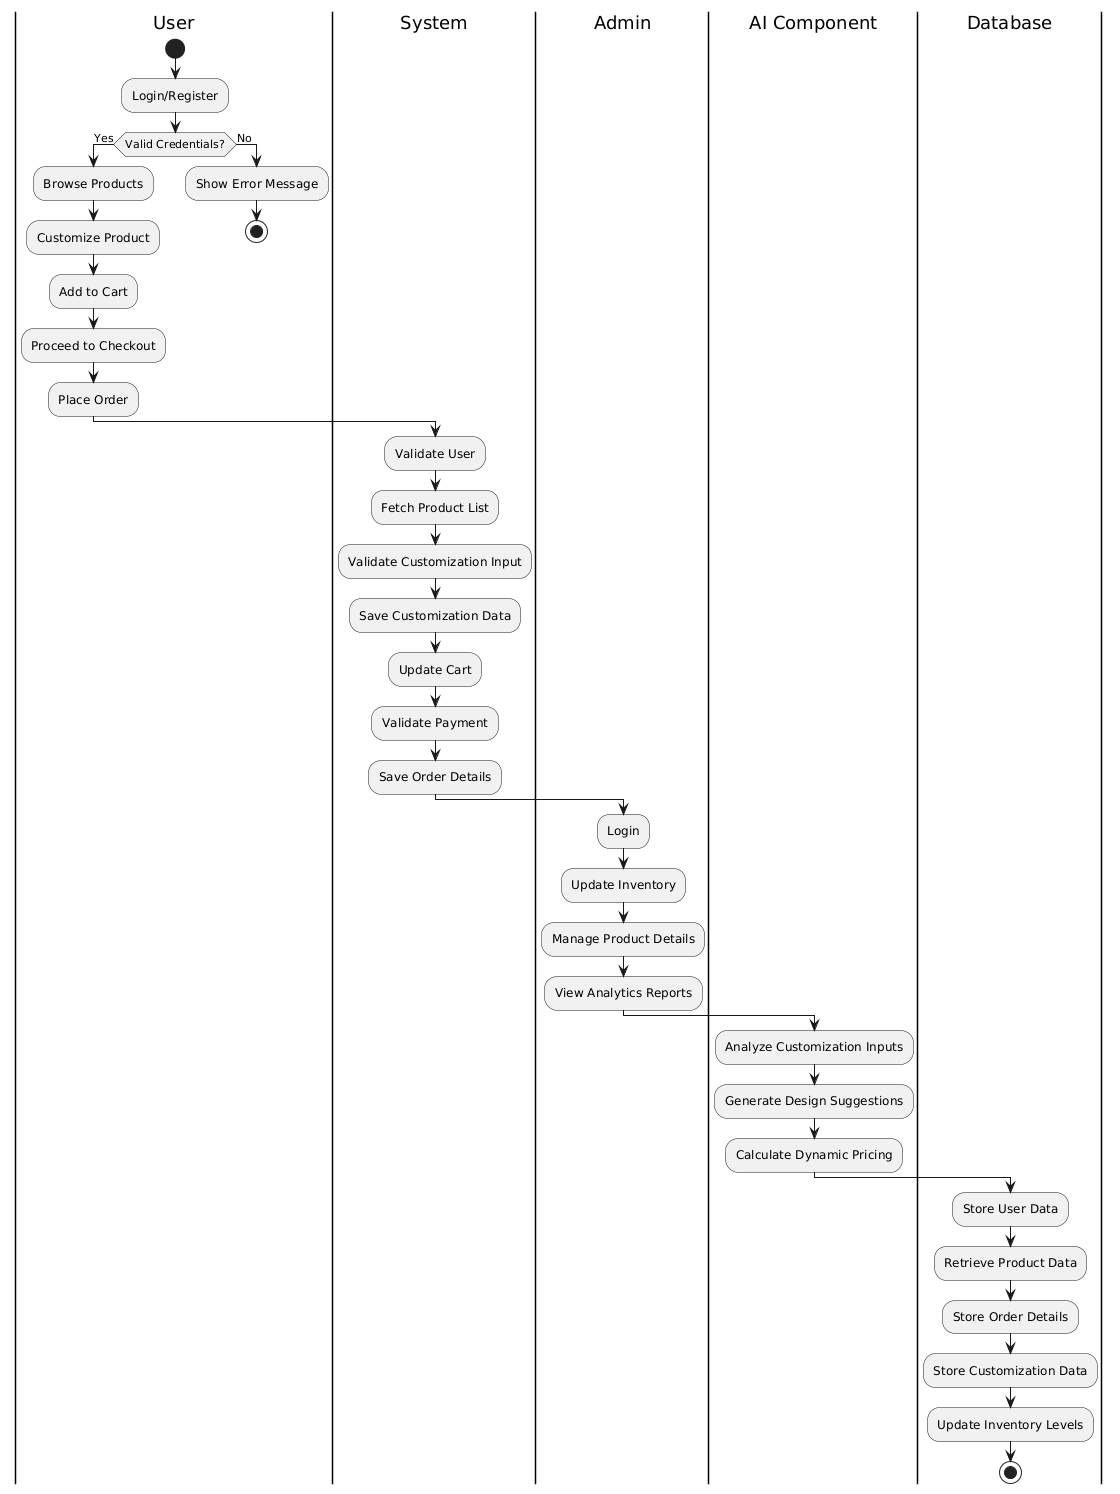 User
System
Admin
AI Component
Database
Login/Register
Valid Credentials?
Yes
No
Browse Products
Show Error Message
Customize Product
Add to Cart
Proceed to Checkout
Place Order
Validate User
Fetch Product List
Validate Customization Input
Save Customization Data
Update Cart
Validate Payment
Save Order Details
Login
Update Inventory
Manage Product Details
View Analytics Reports
Analyze Customization Inputs
Generate Design Suggestions
Calculate Dynamic Pricing
Store User Data
Retrieve Product Data
Store Order Details
Store Customization Data
Update Inventory Levels